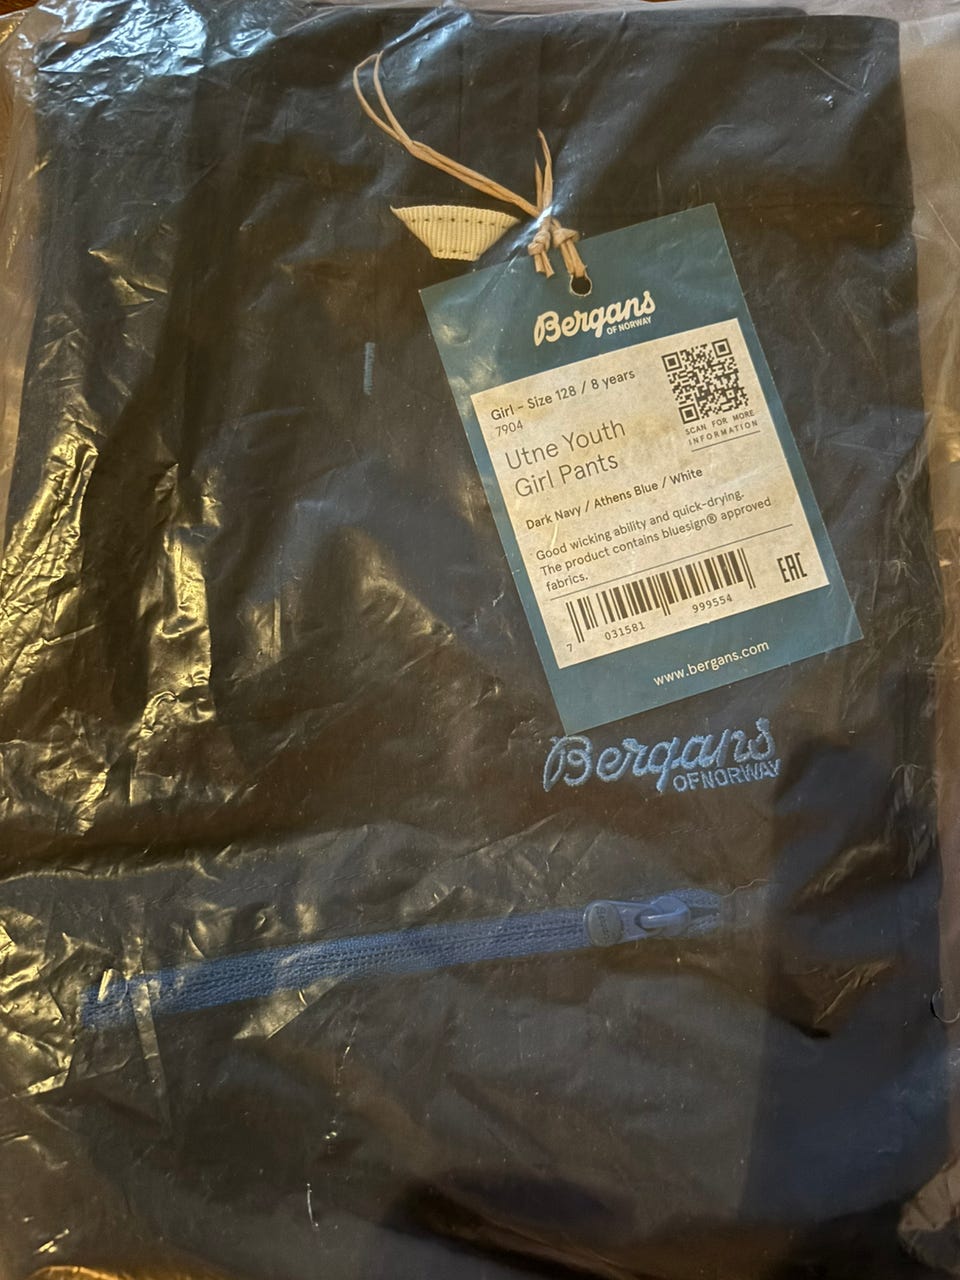 Bergans
OF NORWAY
Girl - Size 128 / 8 years
7904
SCAN FOR MORE
INFORMATION
Utne Youth
Girl Pants
Dark Navy / Athens Blue / White
Good wicking ability and quick-drying.
The product contains bluesign® approved
fabrics.
EAC
7 031581 999554
www.bergans.com
Bergans
OF NORWAY